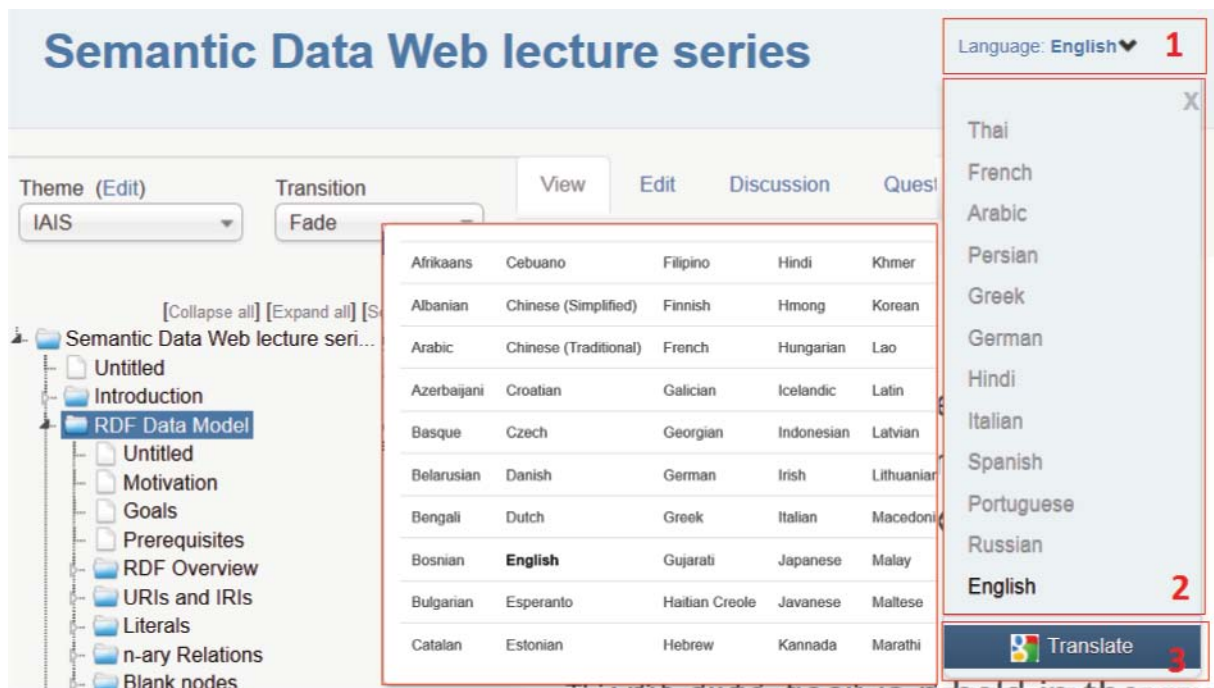 Semantic Data Web lecture series
Language: English 1
X
Thai
French
Arabic
Persian
Greek
German
Hindi
Italian
Spanish
Portuguese
Russian
English 2
Translate 3
Theme (Edit) Transition
IAIS Fade
View Edit Discussion
[Collapse all] [Expand all]
Semantic Data Web lecture seri...
Untitled
Introduction
RDF Data Model
Untitled
Motivation
Goals
Prerequisites
RDF Overview
URIs and IRIs
Literals
n-ary Relations
Blank nodes
Afrikaans Cebuano Filipino Hindi Khmer
Albanian Chinese (Simplified) Finnish Hmong Korean
Arabic Chinese (Traditional) French Hungarian Lao
Azerbaijani Croatian Galician Icelandic Latin
Basque Czech Georgian Indonesian Latvian
Belarusian Danish German Irish Lithuanian
Bengali Dutch Greek Italian Macedoni
Bosnian English Gujarati Japanese Malay
Bulgarian Esperanto Haitian Creole Javanese Maltese
Catalan Estonian Hebrew Kannada Marathi